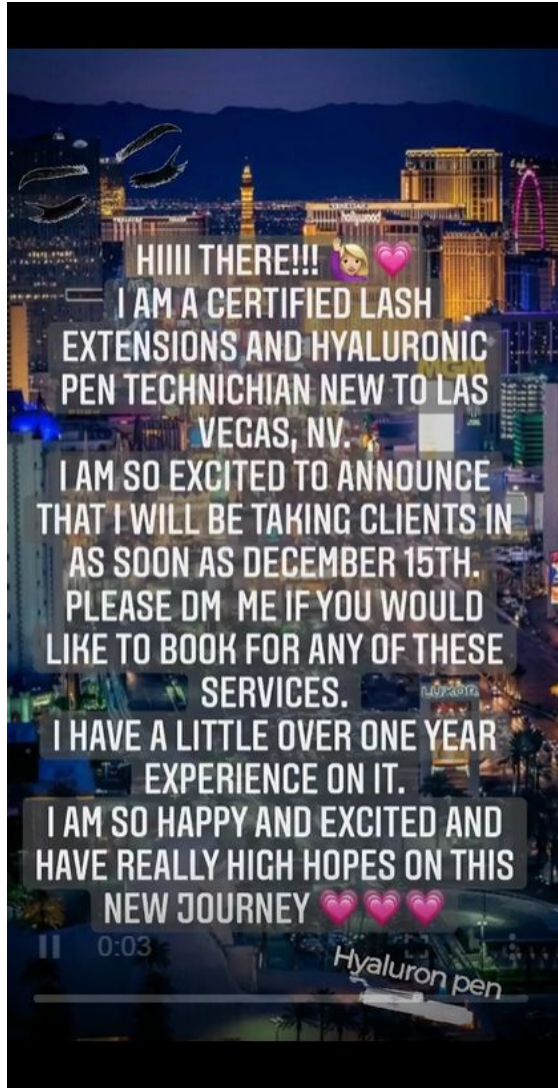 HIIII THERE!!! 🙋🏼‍♀️💗
I AM A CERTIFIED LASH
EXTENSIONS AND HYALURONIC
PEN TECHNICHIAN NEW TO LAS
VEGAS, NV.
I AM SO EXCITED TO ANNOUNCE
THAT I WILL BE TAKING CLIENTS IN
AS SOON AS DECEMBER 15TH.
PLEASE DM ME IF YOU WOULD
LIKE TO BOOK FOR ANY OF THESE
SERVICES.
I HAVE A LITTLE OVER ONE YEAR
EXPERIENCE ON IT.
I AM SO HAPPY AND EXCITED AND
HAVE REALLY HIGH HOPES ON THIS
NEW JOURNEY 💗💗💗
0:03
Hyaluron pen
hollywood
MGM
LUXOR